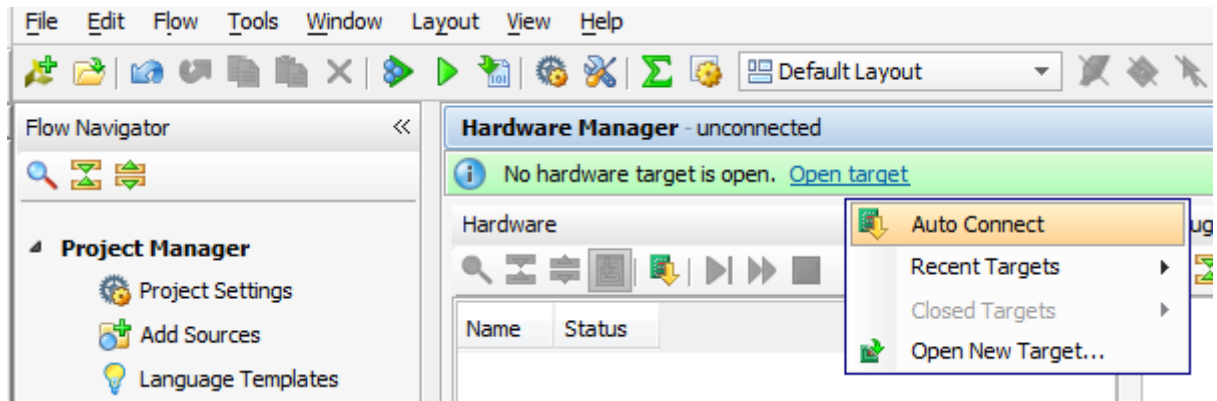 File Edit Flow Tools Window Layout View Help
Default Layout
Flow Navigator
Hardware Manager - unconnected
No hardware target is open. Open target
Hardware
Auto Connect
ug
Project Manager
Recent Targets
Project Settings
Closed Targets
Add Sources
Name Status
Open New Target...
Language Templates